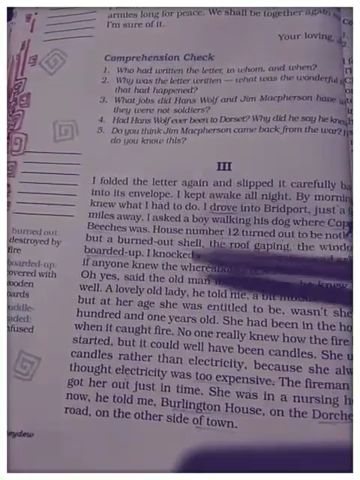 armies long for peace. We shall be together again
I'm sure of it.
Your loving,
Comprehension Check
1. Who had written the letter, to whom, and when?
2. Why was the letter written — what was the wonderful
that had happened?
3. What jobs did Hans Wolf and Jim Macpherson have
they were not soldiers?
4. Had Hans Wolf ever been to Dorset? Why did he say he
5. Do you think Jim Macpherson came back from the war?
do you know this?
III
I folded the letter again and slipped it carefully
into its envelope. I kept awake all night. By
knew what I had to do. I drove into Bridport, just a
miles away. I asked a boy walking his dog where
Beeches was. House number 12 turned out to be
but a burned-out shell, the roof gaping, the
boarded-up. I knocked
if anyone knew the
Oh yes, said the old man
well. A lovely old lady, he told me, a bit
but at her age she was entitled to be, wasn't
hundred and one years old. She had been in the
when it caught fire. No one really knew how the fire
started, but it could well have been candles. She
candles rather than electricity, because she
thought electricity was too expensive. The fireman
got her out just in time. She was in a nursing
now, he told me, Burlington House, on the
road, on the other side of town.
burned out
destroyed by
fire
boarded-up